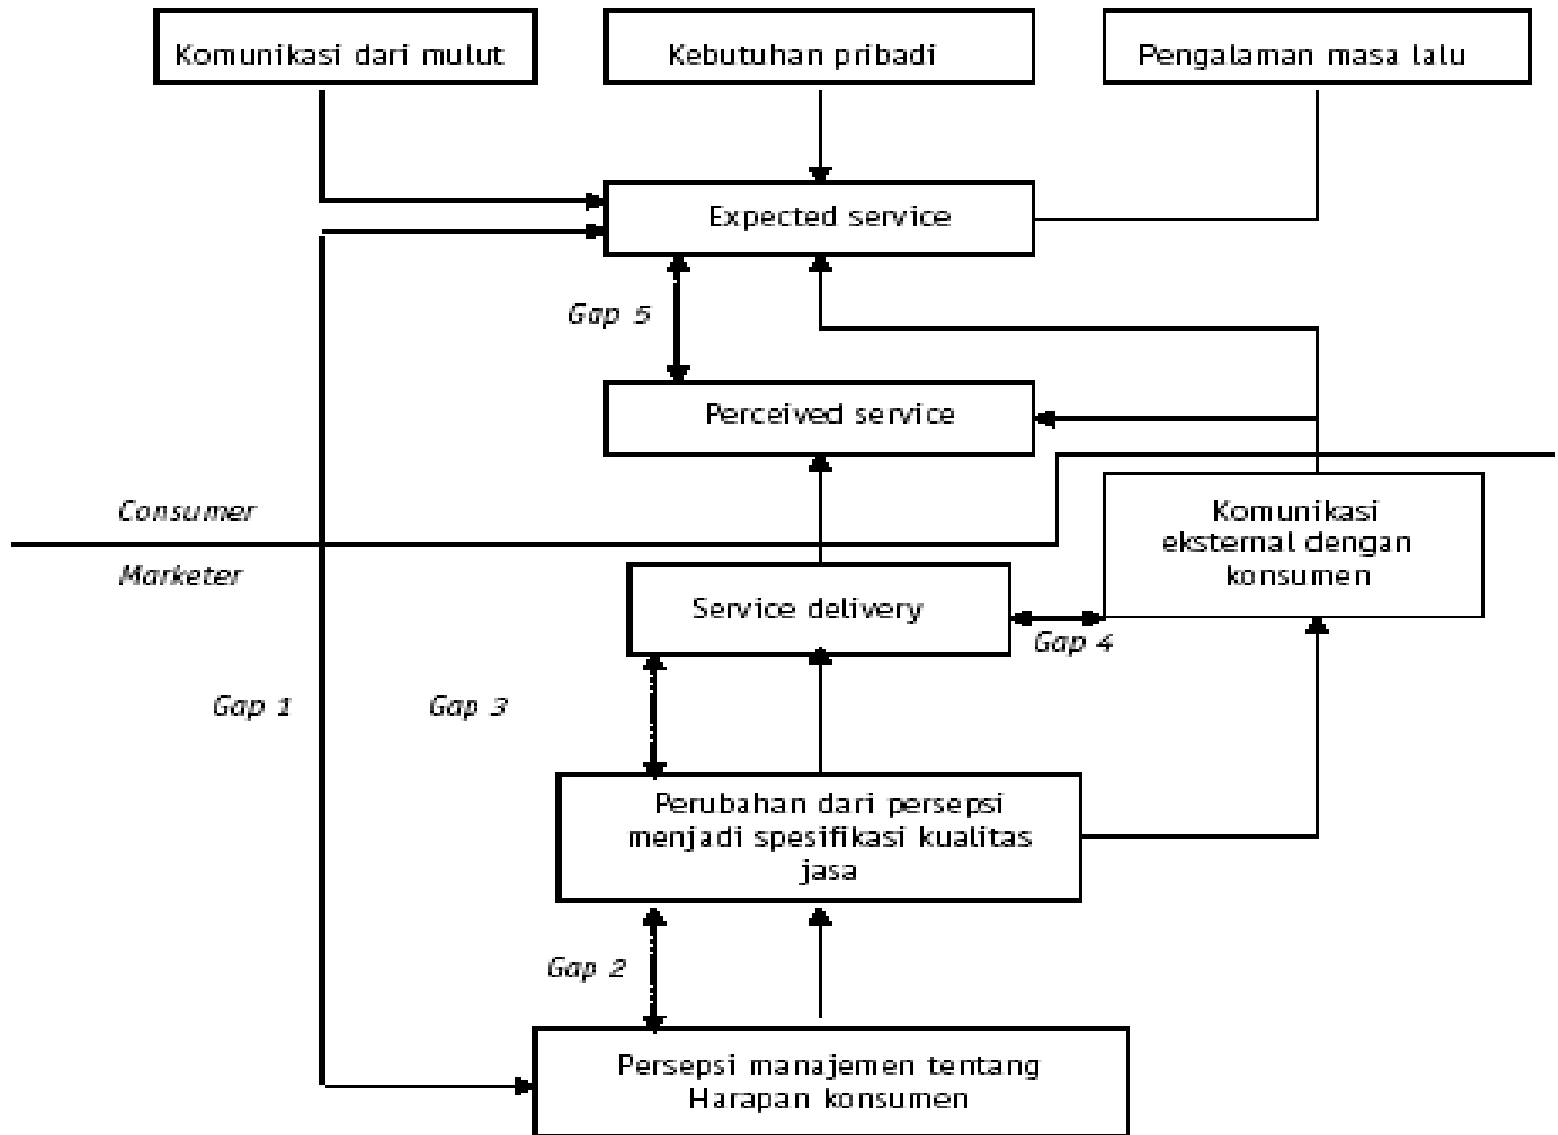 Komunikasi dari mulut
Kebutuhan pribadi
Pengalaman masa lalu
Expected service
Gap 5
Perceived service
Consumer
Marketer
Komunikasi
eksternal dengan
konsumen
Service delivery
Gap 4
Gap 1
Gap 3
Perubahan dari persepsi
menjadi spesifikasi kualitas
jasa
Gap 2
Persepsi manajemen tentang
Harapan konsumen